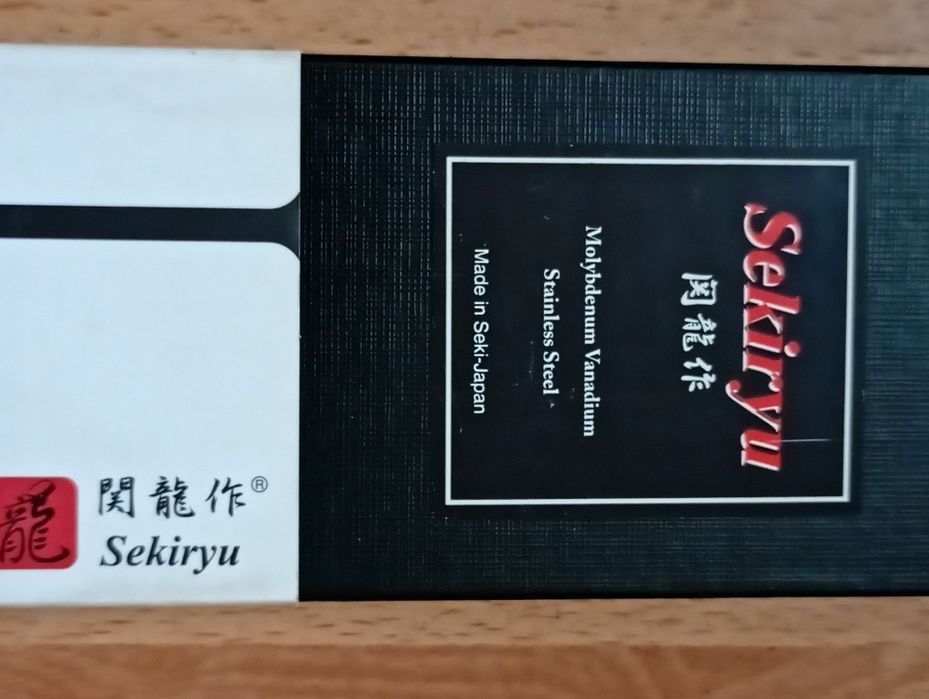 Sekiryu
関龍作
Molybdenum Vanadium
Stainless Steel
Made in Seki-Japan
龍
関龍作®
Sekiryu